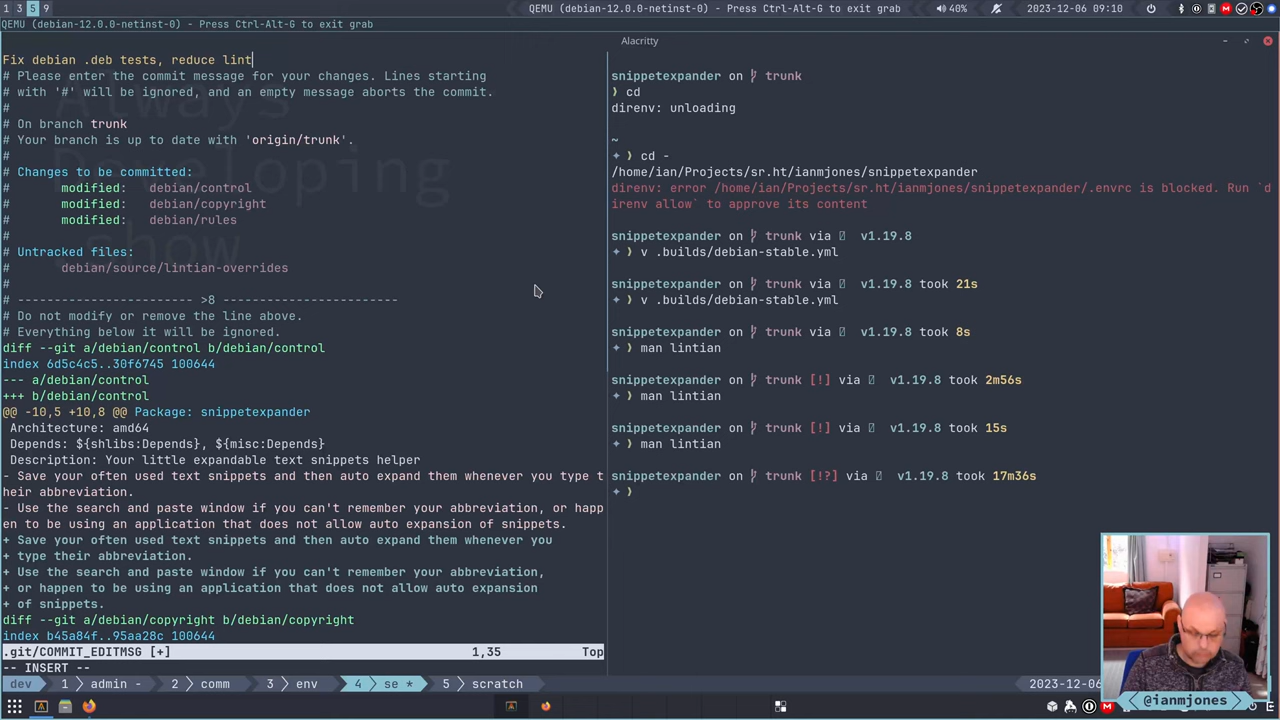 1 3 5 9
QEMU (debian-12.0.0-netinst-0) - Press Ctrl-Alt-G to exit grab
40%
2023-12-06 09:10
QEMU (debian-12.0.0-netinst-0) - Press Ctrl-Alt-G to exit grab
Alacritty
Fix debian .deb tests, reduce lint
# Please enter the commit message for your changes. Lines starting
# with '#' will be ignored, and an empty message aborts the commit.
#
# On branch trunk
# Your branch is up to date with 'origin/trunk'.
#
# Changes to be committed:
#       modified:   debian/control
#       modified:   debian/copyright
#       modified:   debian/rules
#
# Untracked files:
#       debian/source/lintian-overrides
#
# ------------------------ >8 ------------------------
# Do not modify or remove the line above.
# Everything below it will be ignored.
diff --git a/debian/control b/debian/control
index 6d5c4c5..30f6745 100644
--- a/debian/control
+++ b/debian/control
@@ -10,5 +10,8 @@ Package: snippetexpander
Architecture: amd64
Depends: ${shlibs:Depends}, ${misc:Depends}
Description: Your little expandable text snippets helper
- Save your often used text snippets and then auto expand them whenever you type t
heir abbreviation.
- Use the search and paste window if you can't remember your abbreviation, or happ
en to be using an application that does not allow auto expansion of snippets.
+ Save your often used text snippets and then auto expand them whenever you
+ type their abbreviation.
+ Use the search and paste window if you can't remember your abbreviation,
+ or happen to be using an application that does not allow auto expansion
+ of snippets.
diff --git a/debian/copyright b/debian/copyright
index b45a84f..95aa28c 100644
.git/COMMIT_EDITMSG [+] 1,35 Top
-- INSERT --
Always
Developing
show
snippetexpander on trunk
❯ cd
direnv: unloading
~
✦ ❯ cd -
/home/ian/Projects/sr.ht/ianmjones/snippetexpander
direnv: error /home/ian/Projects/sr.ht/ianmjones/snippetexpander/.envrc is blocked. Run `d
irenv allow` to approve its content
snippetexpander on trunk via v1.19.8
✦ ❯ v .builds/debian-stable.yml
snippetexpander on trunk via v1.19.8 took 21s
✦ ❯ v .builds/debian-stable.yml
snippetexpander on trunk via v1.19.8 took 8s
✦ ❯ man lintian
snippetexpander on trunk [!] via v1.19.8 took 2m56s
✦ ❯ man lintian
snippetexpander on trunk [!] via v1.19.8 took 15s
✦ ❯ man lintian
snippetexpander on trunk [!?] via v1.19.8 took 17m36s
✦ ❯
dev 1 admin - 2 comm 3 env 4 se * 5 scratch 2023-12-06
@ianmjones